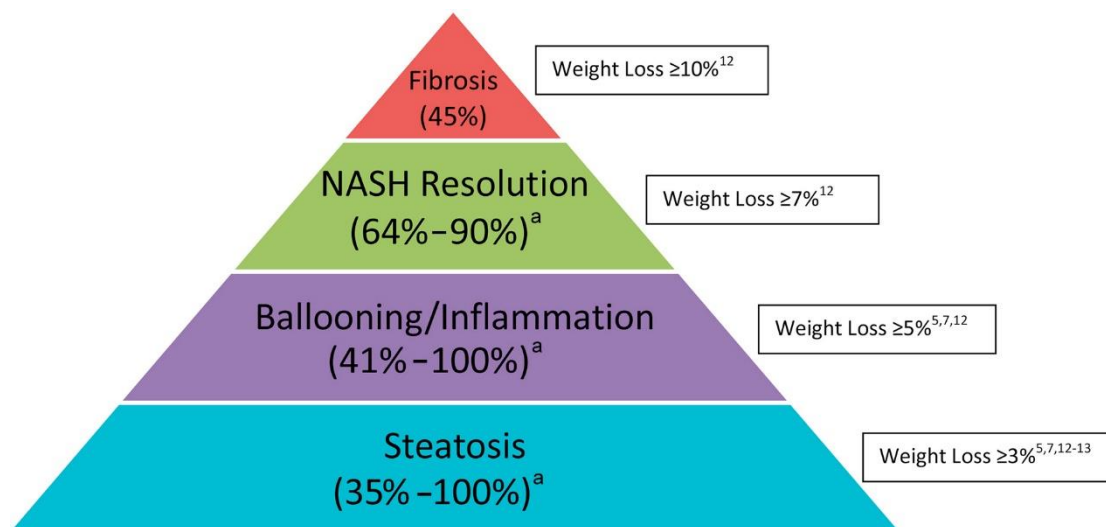 Fibrosis
(45%)
Weight Loss ≥10%¹²
NASH Resolution
(64%–90%)ᵃ
Weight Loss ≥7%¹²
Ballooning/Inflammation
(41%–100%)ᵃ
Weight Loss ≥5%⁵,⁷,¹²
Steatosis
(35%–100%)ᵃ
Weight Loss ≥3%⁵,⁷,¹²⁻¹³